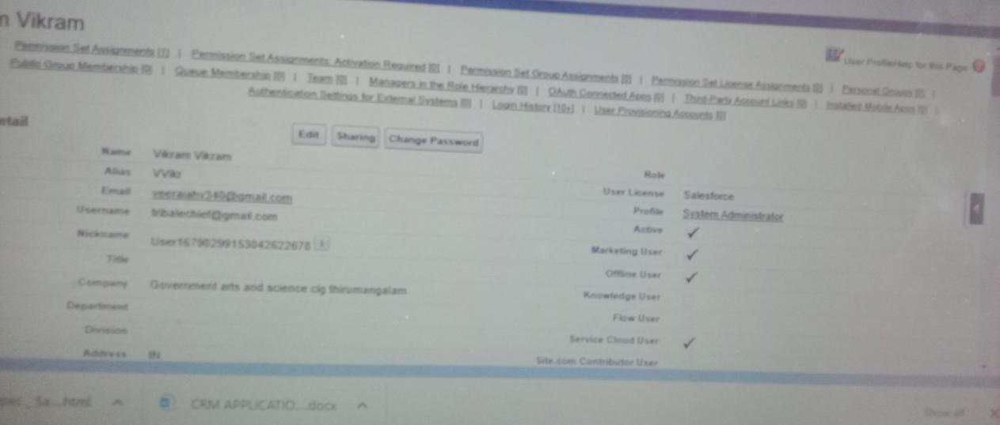 n Vikram
User Profile Help for this Page
Permission Set Assignments [1] | Permission Set Assignments: Activation Required [0] | Permission Set Group Assignments [0] | Permission Set License Assignments [0] | Personal Groups [0] |
Public Group Membership [0] | Queue Membership [0] | Team [0] | Managers in the Role Hierarchy [0] | OAuth Connected Apps [0] | Third-Party Account Links [0] | Installed Mobile Apps [0] |
Authentication Settings for External Systems [0] | Login History [10+] | User Provisioning Accounts [0]
etail
Edit Sharing Change Password
Name Vikram Vikram
Role
Alias VVikr
User License Salesforce
Email
Profile System Administrator
Username tribalechief@gmail.com
Active ✓
Nickname User16798299153042622678
Marketing User ✓
Title
Offline User ✓
Company Government arts and science clg thirumangalam
Knowledge User
Department
Flow User
Division
Service Cloud User ✓
Address IN
Site.com Contributor User
Sa....html
CRM APPLICATIO....docx
Show all